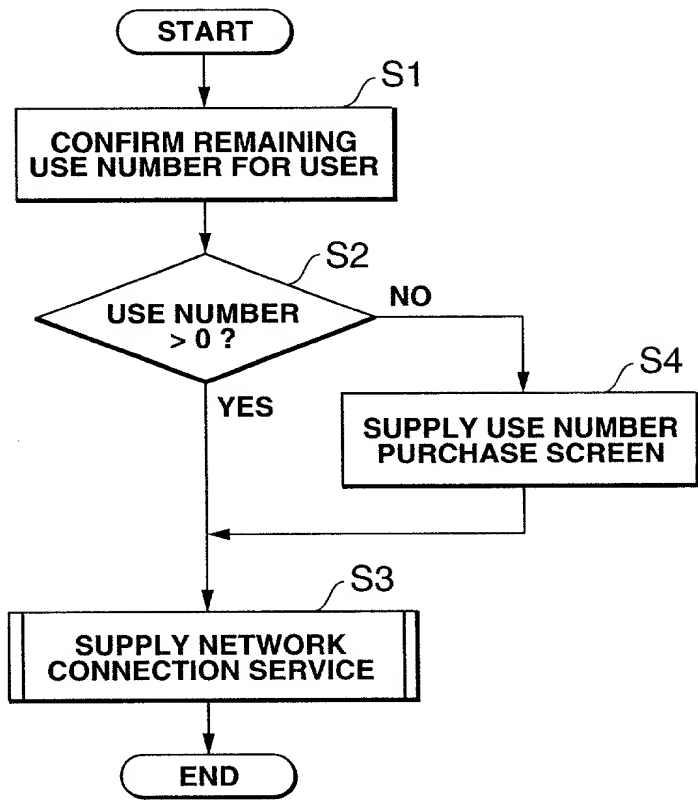 START
S1
CONFIRM REMAINING
USE NUMBER FOR USER
S2
USE NUMBER
> 0 ?
NO
YES
S4
SUPPLY USE NUMBER
PURCHASE SCREEN
S3
SUPPLY NETWORK
CONNECTION SERVICE
END